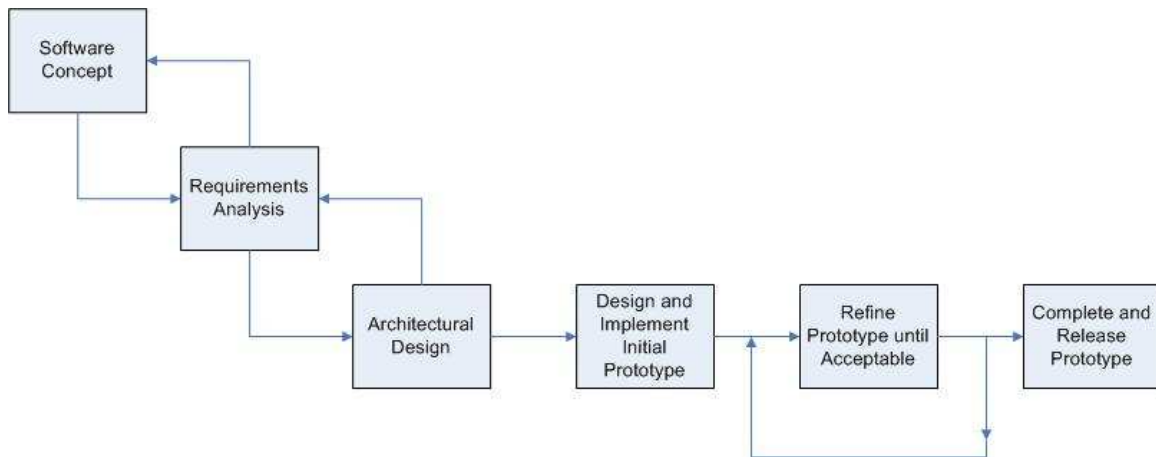 Software
Concept
Requirements
Analysis
Architectural
Design
Design and
Implement
Initial
Prototype
Refine
Prototype until
Acceptable
Complete and
Release
Prototype